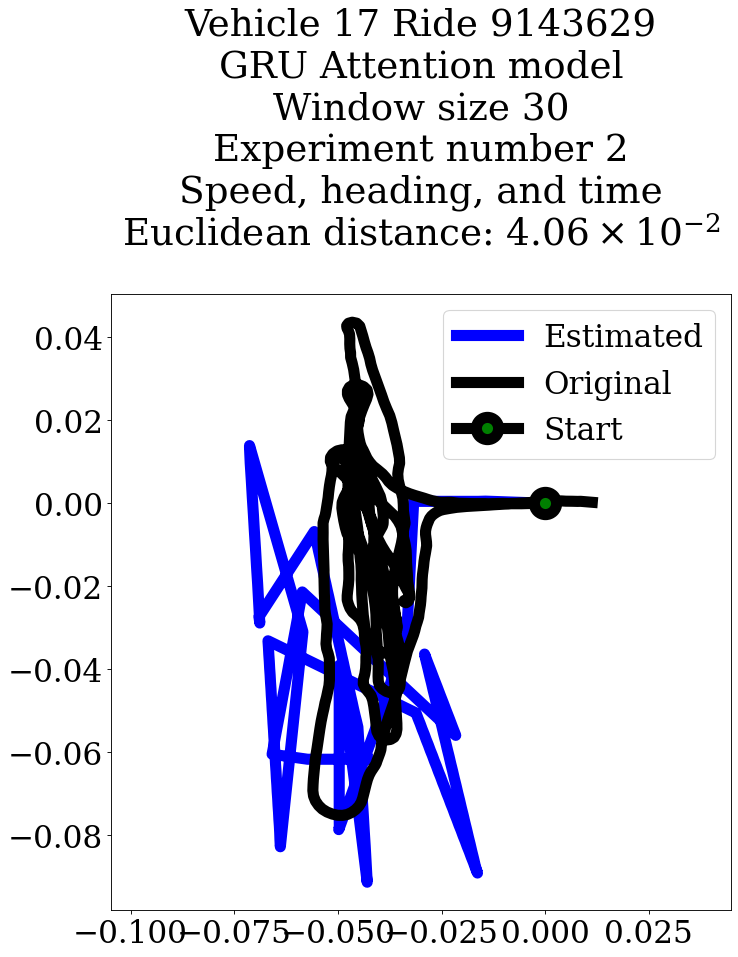 Vehicle 17 Ride 9143629
GRU Attention model
Window size 30
Experiment number 2
Speed, heading, and time
Euclidean distance: 4.06 × 10⁻²
Estimated
Original
Start
0.04
0.02
0.00
−0.02
−0.04
−0.06
−0.08
−0.100 −0.075 −0.050 −0.025 0.000 0.025